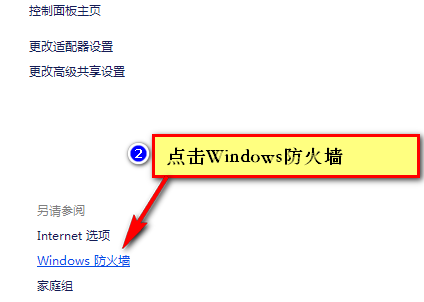 控制面板主页
更改适配器设置
更改高级共享设置
2 点击Windows防火墙
另请参阅
Internet 选项
Windows 防火墙
家庭组